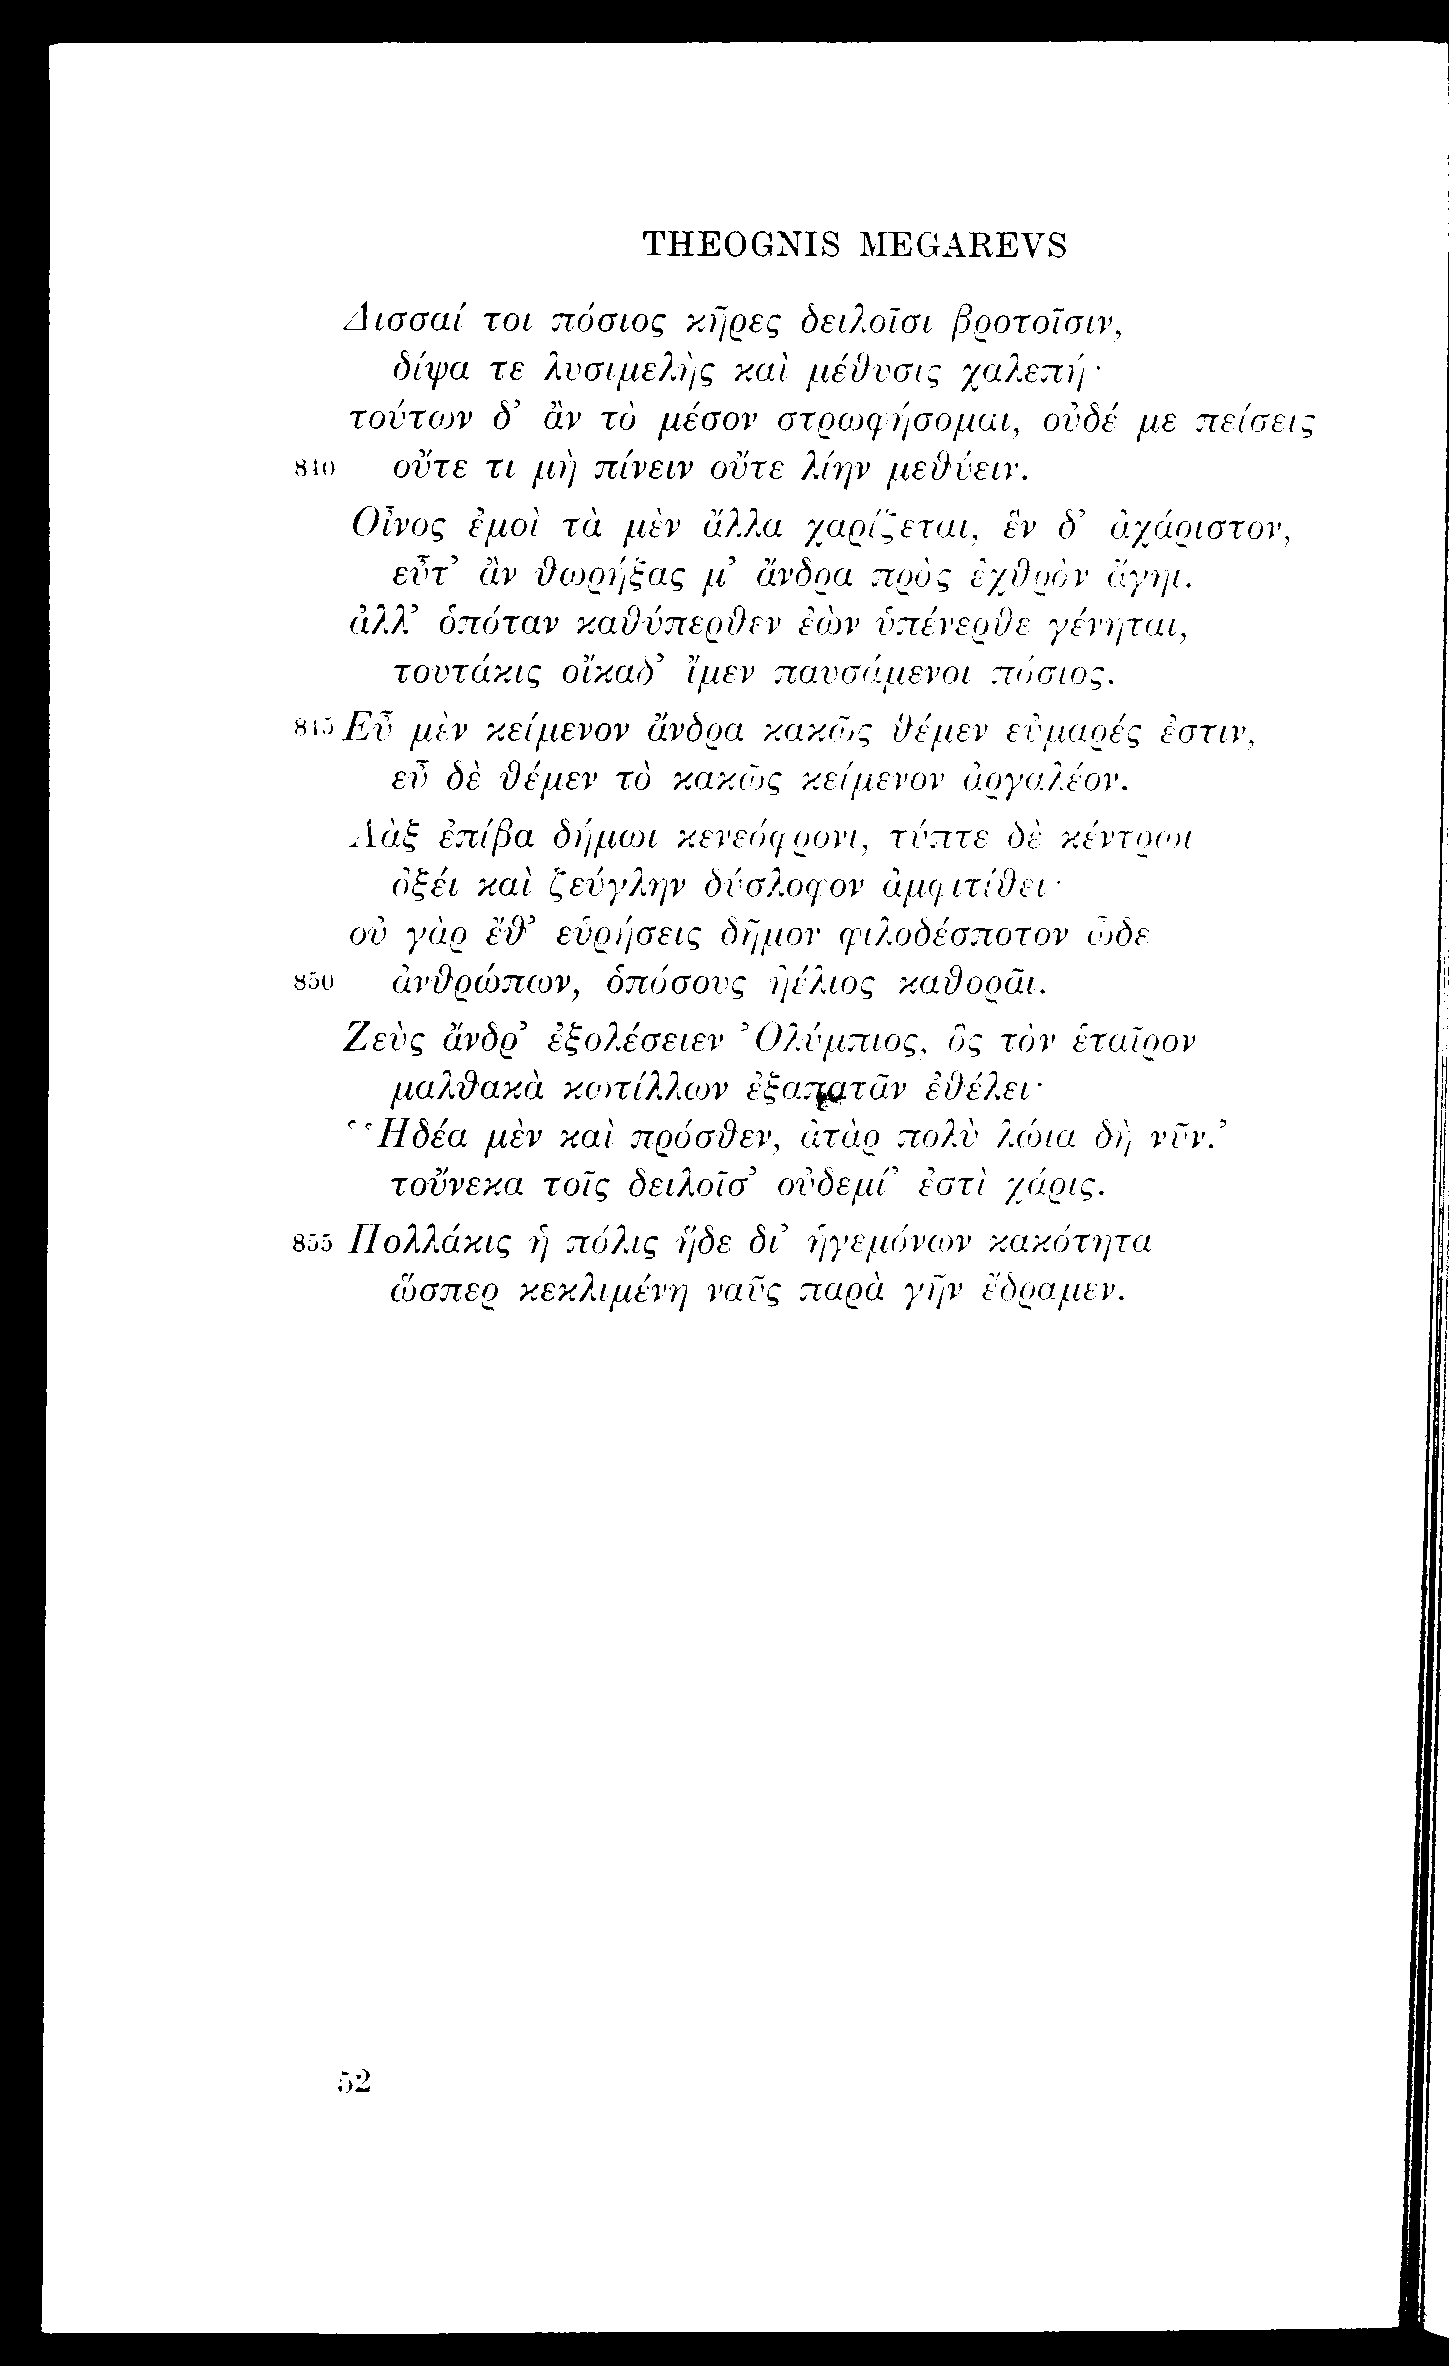 THEOGNIS MEGAREVS
Δισσαί τοι πόσιος κῆρες δειλοῖσι βροτοῖσιν,
δίψα τε λυσιμελὴς καὶ μέθυσις χαλεπή·
τούτων δ’ ἂν τὸ μέσον στρωφήσομαι, οὐδέ με πείσεις
840 οὔτε τι μὴ πίνειν οὔτε λίην μεθύειν.
Οἶνος ἐμοὶ τὰ μὲν ἄλλα χαρίζεται, ἓν δ’ ἀχάριστον,
εὖτ’ ἂν θωρήξας μ’ ἄνδρα πρὸς ἐχθρὸν ἄγηι.
ἀλλ’ ὁπόταν καθύπερθεν ἐὼν ὑπένερθε γένηται,
τουτάκις οἴκαδ’ ἴμεν παυσάμενοι πόσιος.
845 Εὖ μὲν κείμενον ἄνδρα κακῶς θέμεν εὐμαρές ἐστιν,
εὖ δὲ θέμεν τὸ κακῶς κείμενον ἀργαλέον.
Λὰξ ἐπίβα δήμωι κενεόφρονι, τύπτε δὲ κέντρωι
ὀξέι καὶ ζεύγλην δύσλοφον ἀμφιτίθει·
οὐ γὰρ ἔθ’ εὑρήσεις δῆμον φιλοδέσποτον ὧδε
850 ἀνθρώπων, ὁπόσους ἠέλιος καθορᾶι.
Ζεὺς ἄνδρ’ ἐξολέσειεν Ὀλύμπιος, ὃς τὸν ἑταῖρον
μαλθακὰ κωτίλλων ἐξαπατᾶν ἐθέλει·
‘Ἡδέα μὲν καὶ πρόσθεν, ἀτὰρ πολὺ λώια δὴ νῦν.’
τοὔνεκα τοῖς δειλοῖσ’ οὐδεμί’ ἐστὶ χάρις.
855 Πολλάκις ἡ πόλις ἥδε δι’ ἡγεμόνων κακότητα
ὥσπερ κεκλιμένη ναῦς παρὰ γῆν ἔδραμεν.
52